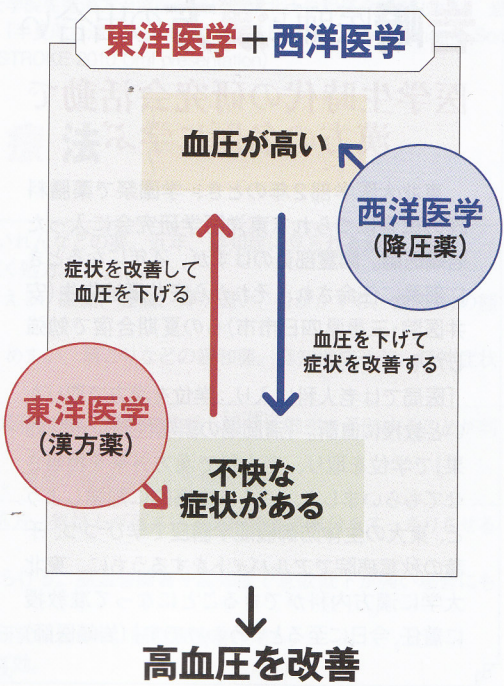 東洋医学+西洋医学
血圧が高い
西洋医学
(降圧薬)
症状を改善して
血圧を下げる
血圧を下げて
症状を改善する
東洋医学
(漢方薬)
不快な
症状がある
高血圧を改善